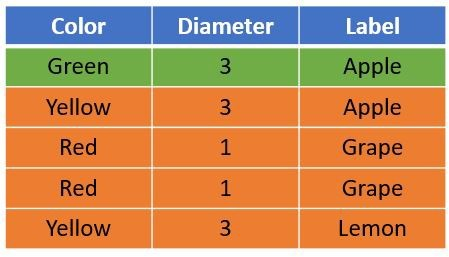 Color Diameter Label
Green 3 Apple
Yellow 3 Apple
Red 1 Grape
Red 1 Grape
Yellow 3 Lemon